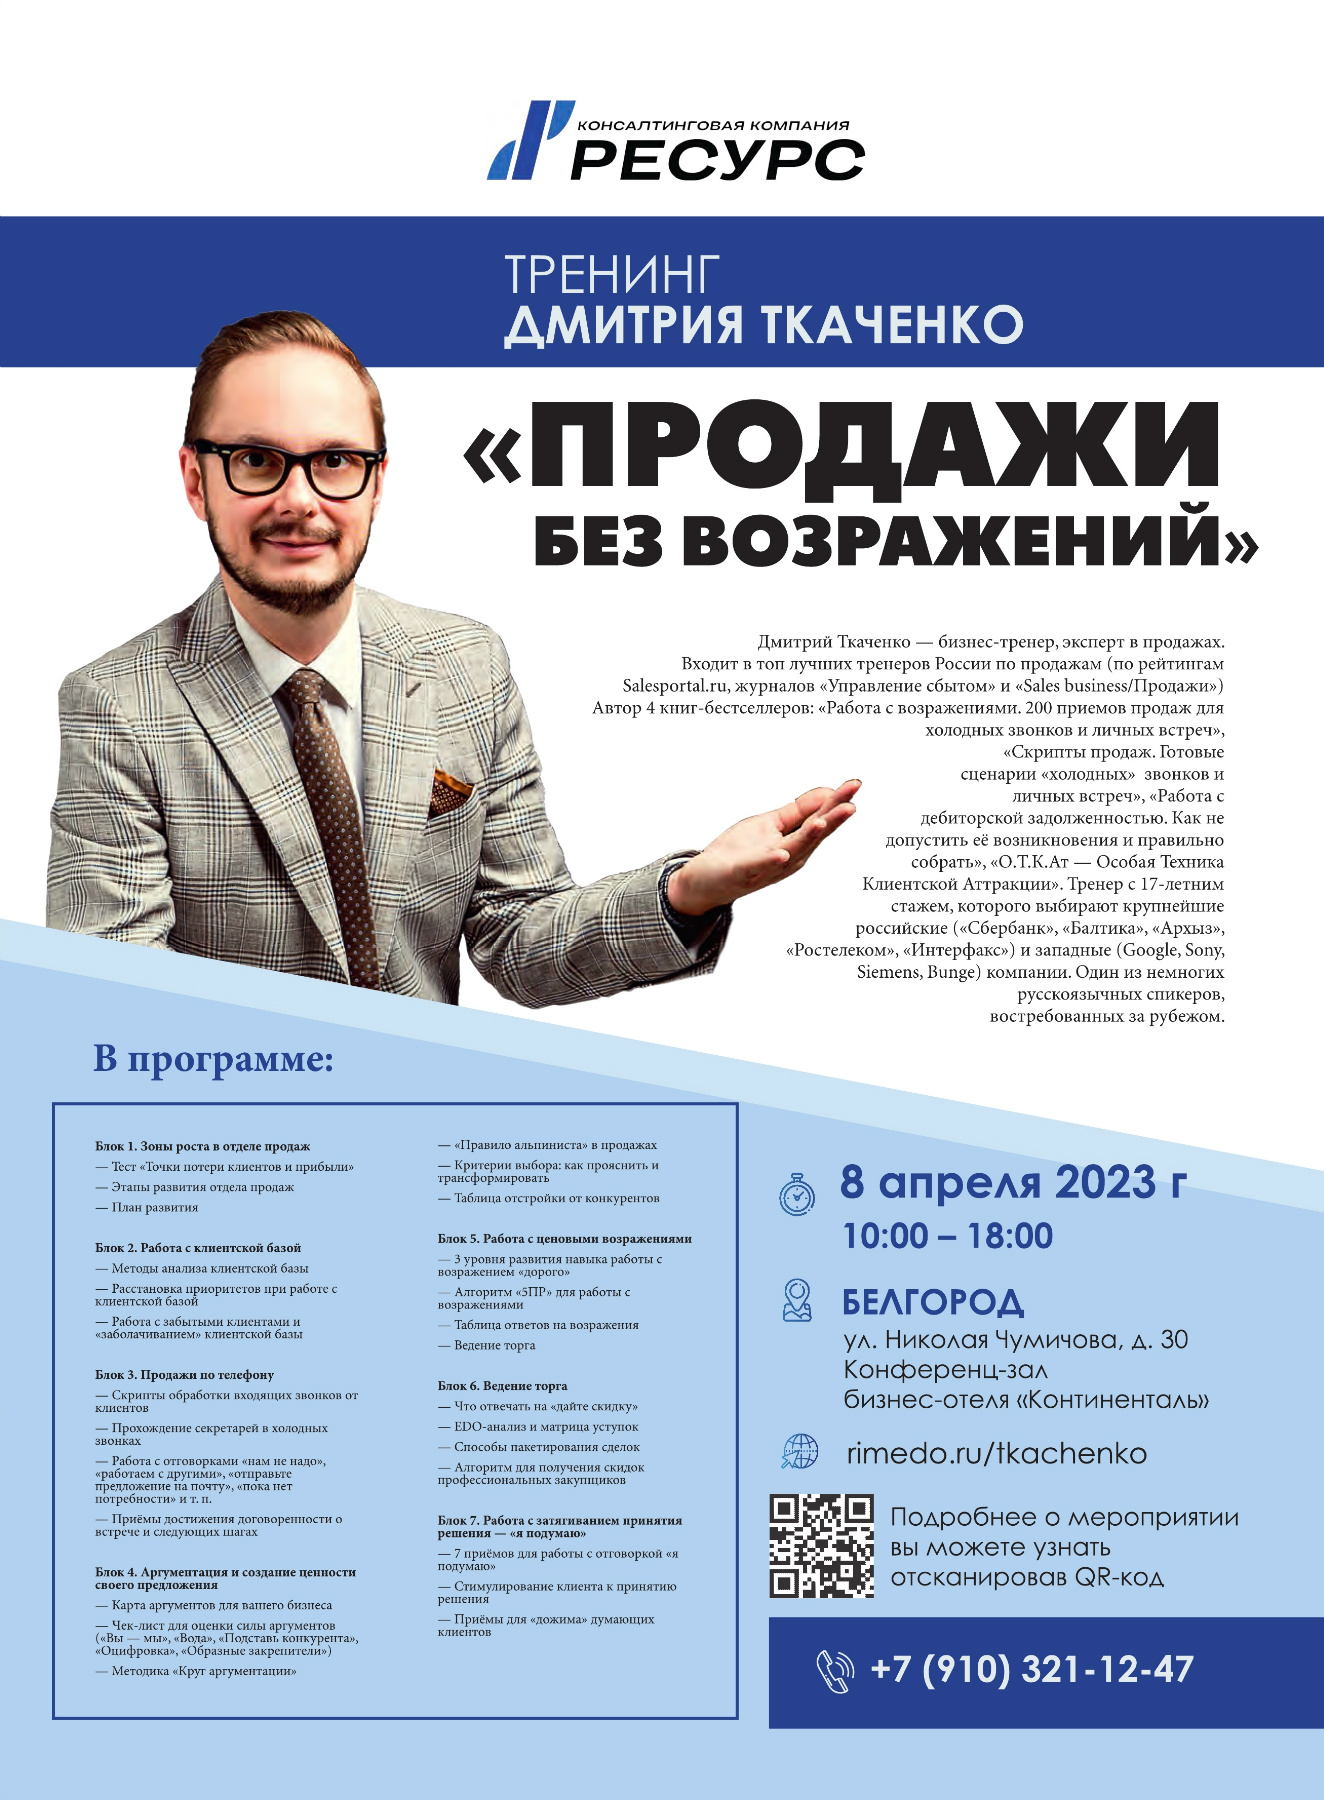 КОНСАЛТИНГОВАЯ КОМПАНИЯ
РЕСУРС
ТРЕНИНГ
ДМИТРИЯ ТКАЧЕНКО
«ПРОДАЖИ
БЕЗ ВОЗРАЖЕНИЙ»
Дмитрий Ткаченко — бизнес-тренер, эксперт в продажах.
Входит в топ лучших тренеров России по продажам (по рейтингам
Salesportal.ru, журналов «Управление сбытом» и «Sales business/Продажи»)
Автор 4 книг-бестселлеров: «Работа с возражениями. 200 приемов продаж для
холодных звонков и личных встреч»,
«Скрипты продаж. Готовые
сценарии «холодных» звонков и
личных встреч», «Работа с
дебиторской задолженностью. Как не
допустить её возникновения и правильно
собрать», «О.Т.К.Ат — Особая Техника
Клиентской Аттракции». Тренер с 17-летним
стажем, которого выбирают крупнейшие
российские («Сбербанк», «Балтика», «Архыз»,
«Ростелеком», «Интерфакс») и западные (Google, Sony,
Siemens, Bunge) компании. Один из немногих
русскоязычных спикеров,
востребованных за рубежом.
В программе:
Блок 1. Зоны роста в отделе продаж
— Тест «Точки потери клиентов и прибыли»
— Этапы развития отдела продаж
— План развития
Блок 2. Работа с клиентской базой
— Методы анализа клиентской базы
— Расстановка приоритетов при работе с
клиентской базой
— Работа с забытыми клиентами и
«заболачиванием» клиентской базы
Блок 3. Продажи по телефону
— Скрипты обработки входящих звонков от
клиентов
— Прохождение секретарей в холодных
звонках
— Работа с отговорками «нам не надо»,
«работаем с другими», «отправьте
предложение на почту», «пока нет
потребности» и т. п.
— Приёмы достижения договоренности о
встрече и следующих шагах
Блок 4. Аргументация и создание ценности
своего предложения
— Карта аргументов для вашего бизнеса
— Чек-лист для оценки силы аргументов
(«Вы — мы», «Вода», «Подставь конкурента»,
«Оцифровка», «Образные закрепители»)
— Методика «Круг аргументации»
— «Правило альпиниста» в продажах
— Критерии выбора: как прояснить и
трансформировать
— Таблица отстройки от конкурентов
Блок 5. Работа с ценовыми возражениями
— 3 уровня развития навыка работы с
возражением «дорого»
— Алгоритм «5ПР» для работы с
возражениями
— Таблица ответов на возражения
— Ведение торга
Блок 6. Ведение торга
— Что отвечать на «дайте скидку»
— EDO-анализ и матрица уступок
— Способы пакетирования сделок
— Алгоритм для получения скидок
профессиональных закупщиков
Блок 7. Работа с затягиванием принятия
решения — «я подумаю»
— 7 приёмов для работы с отговоркой «я
подумаю»
— Стимулирование клиента к принятию
решения
— Приёмы для «дожима» думающих
клиентов
8 апреля 2023 г
10:00 – 18:00
БЕЛГОРОД
ул. Николая Чумичова, д. 30
Конференц-зал
бизнес-отеля «Континенталь»
rimedo.ru/tkachenko
Подробнее о мероприятии
вы можете узнать
отсканировав QR-код
+7 (910) 321-12-47